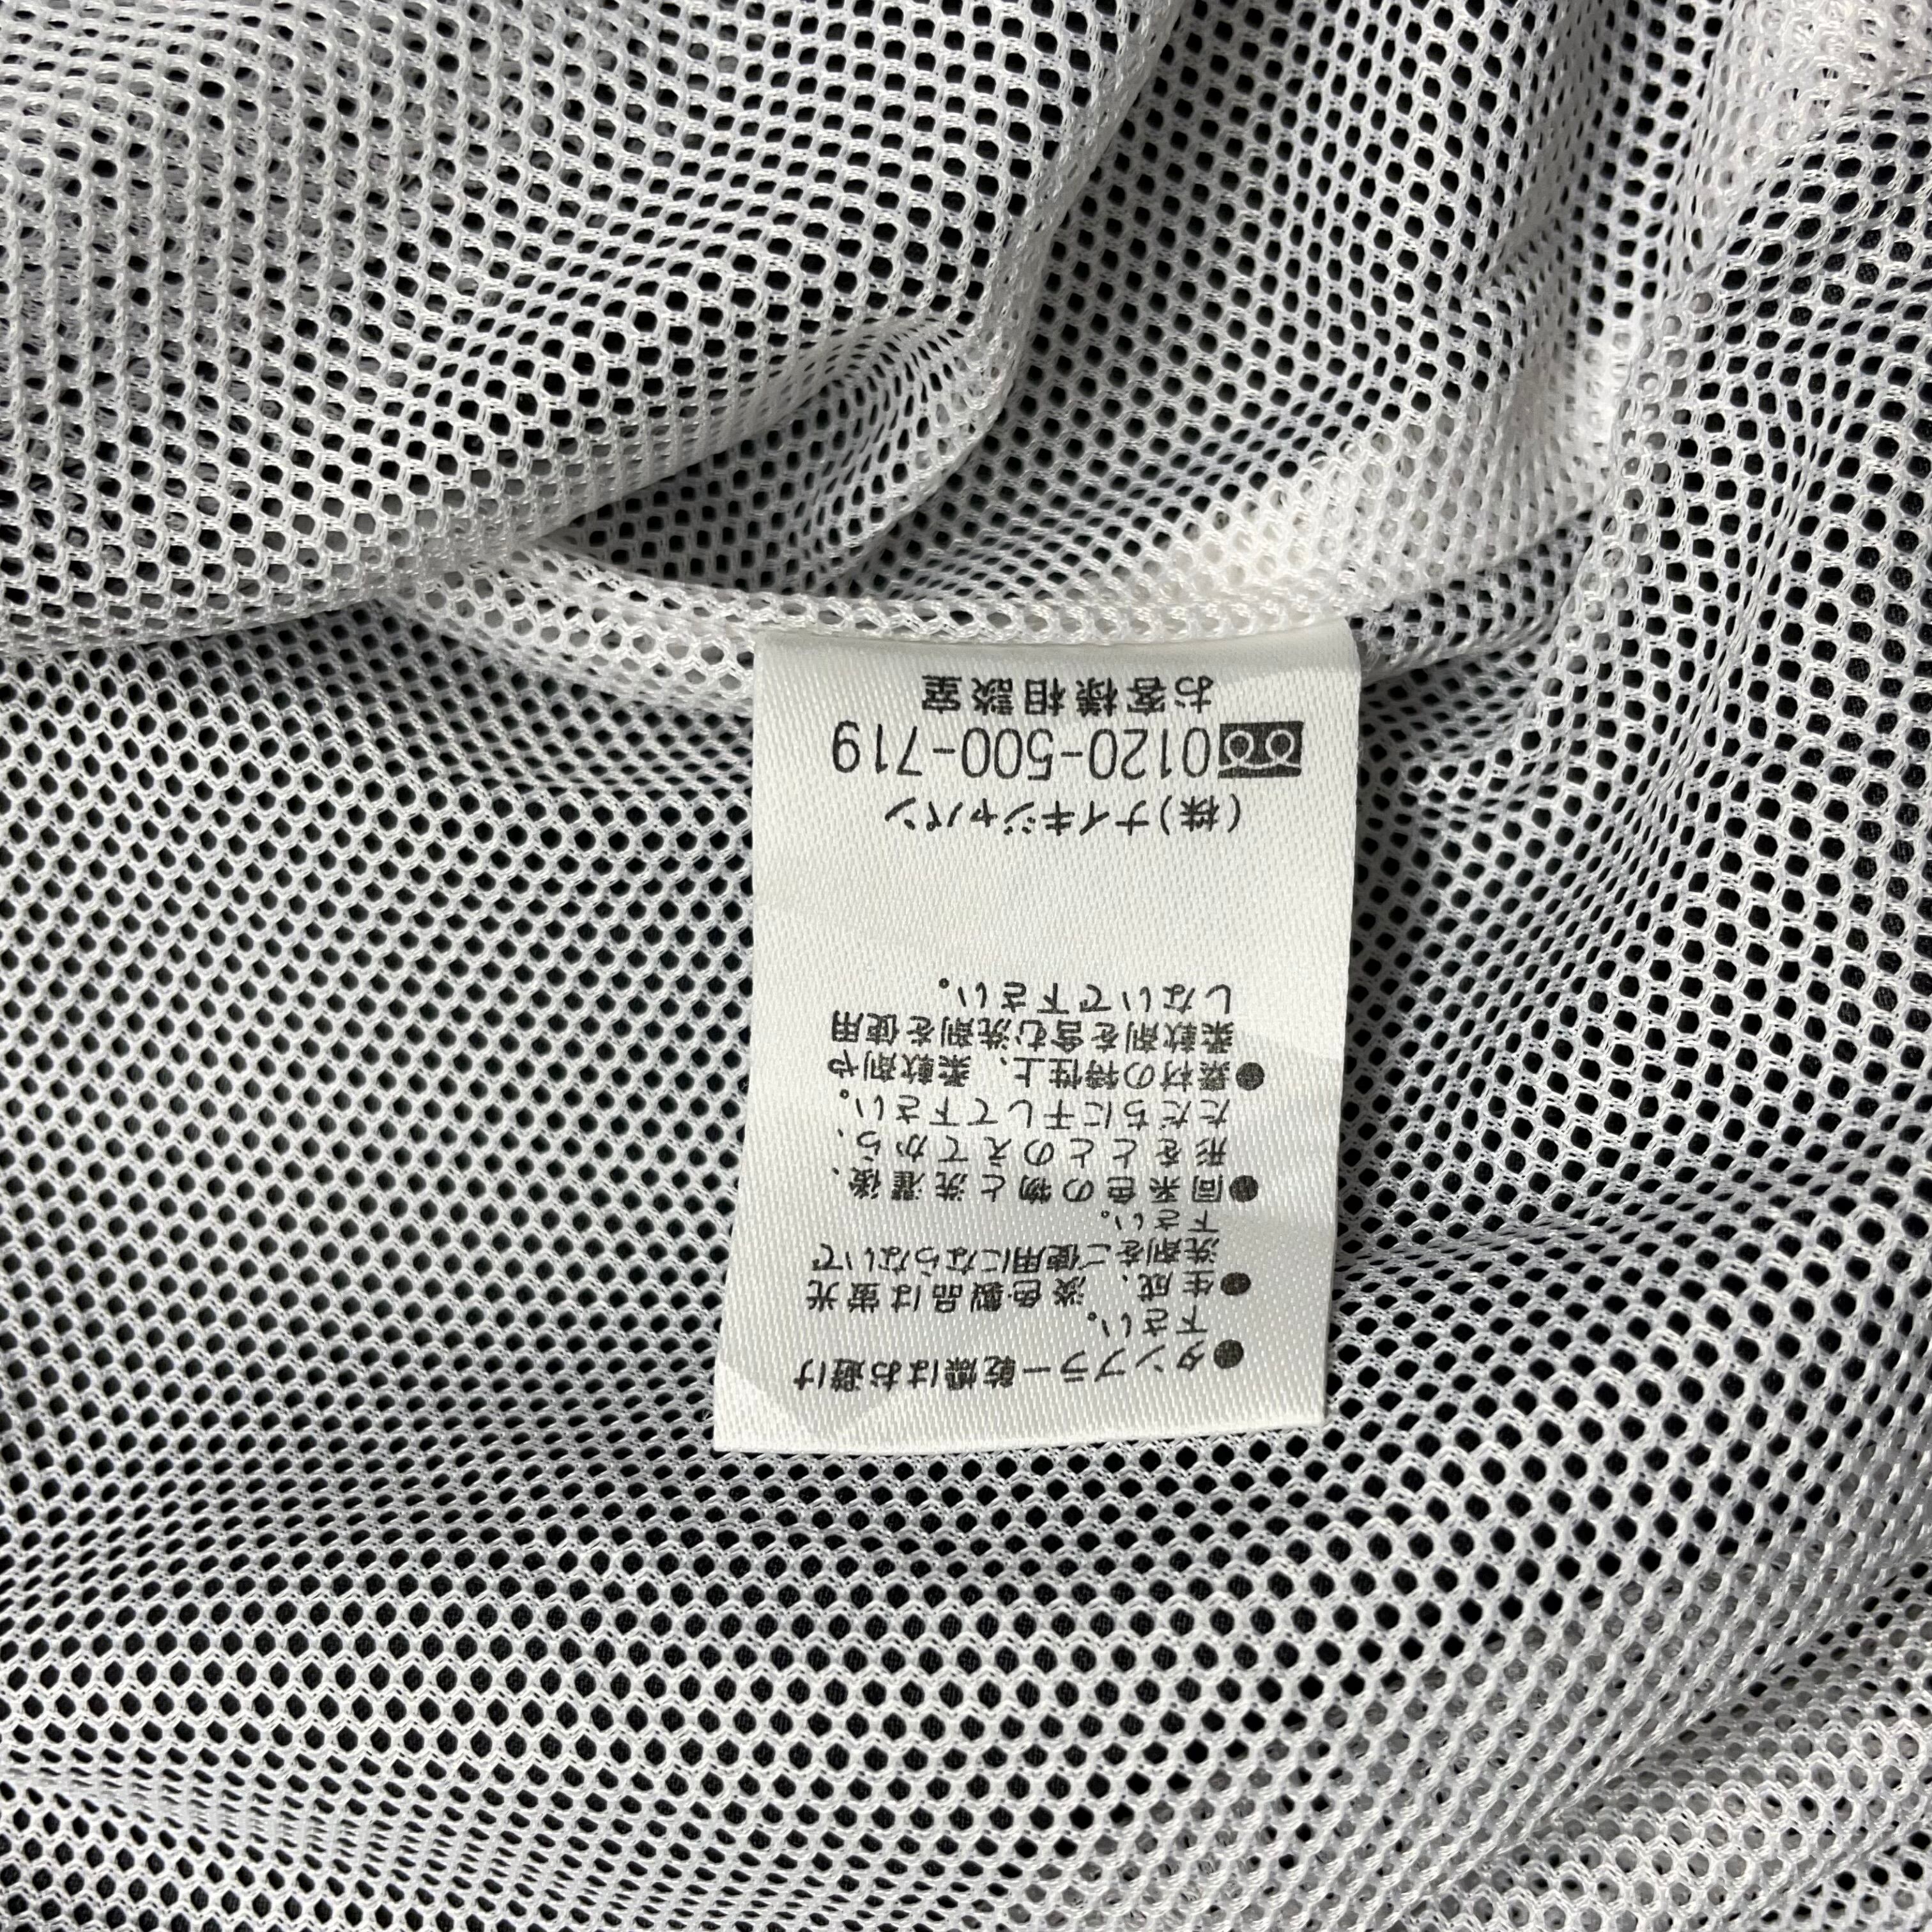 ●タンブラー乾燥はお避け
下さい。
●生成、淡色製品は蛍光
洗剤をご使用にならないで
下さい。
●同系色の物と洗濯後、
形をととのえてから、
ただちに干して下さい。
●素材の特性上、柔軟剤や
柔軟剤を含む洗剤を使用
しないで下さい。
(株)ナイキジャパン
0120-500-719
お客様相談室